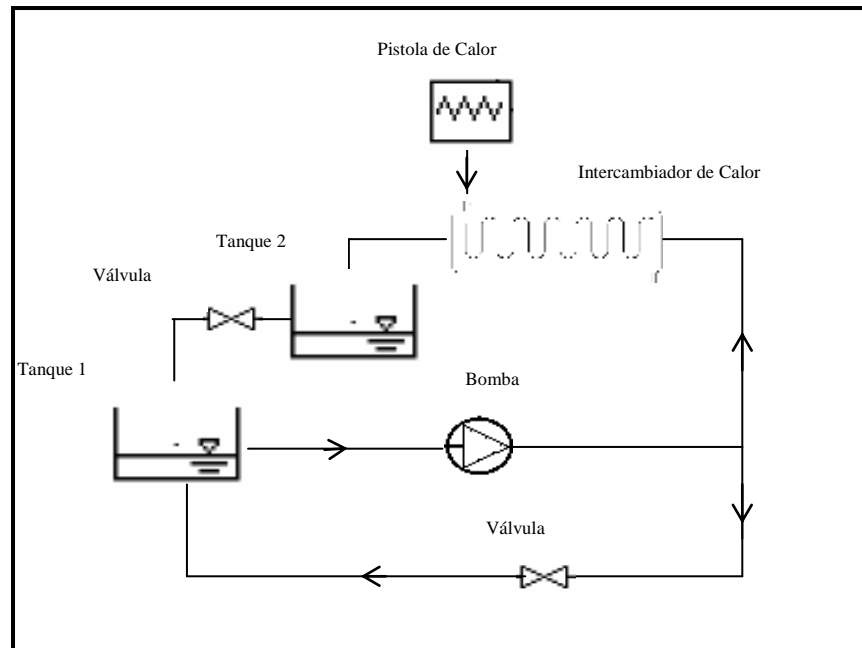 Pistola de Calor
Intercambiador de Calor
Tanque 2
Válvula
Tanque 1
Bomba
Válvula